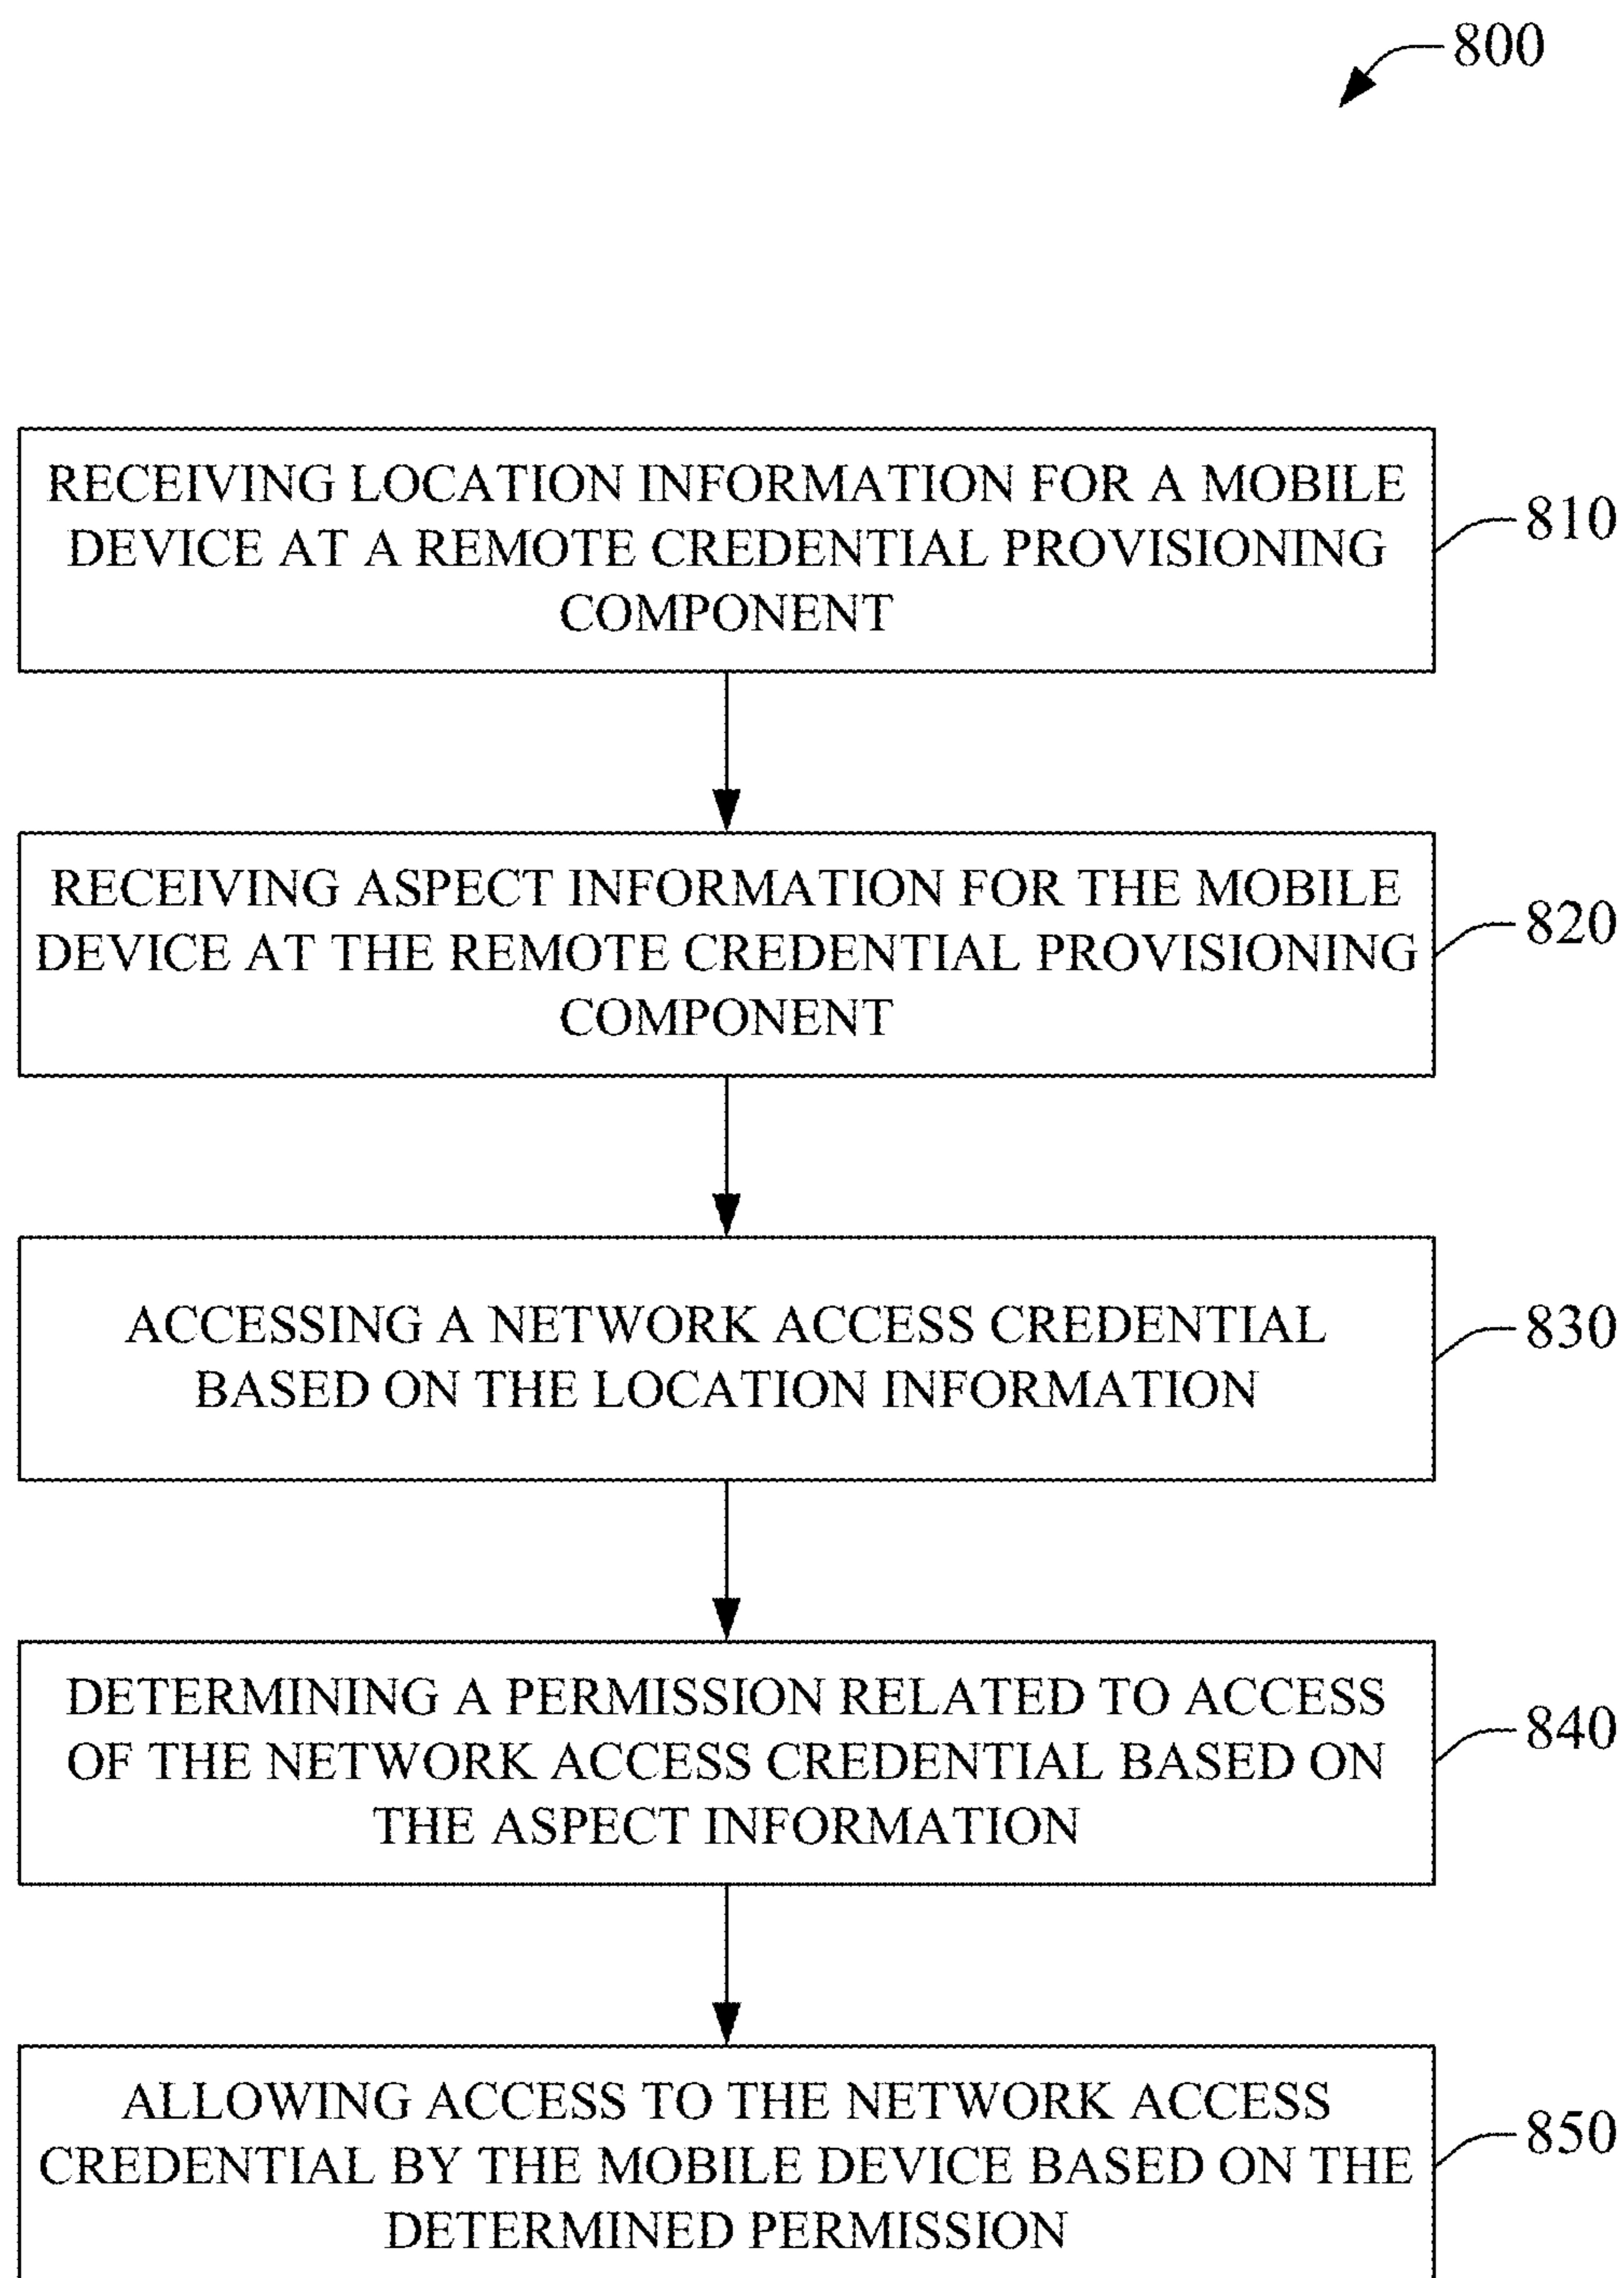 800
RECEIVING LOCATION INFORMATION FOR A MOBILE
DEVICE AT A REMOTE CREDENTIAL PROVISIONING
COMPONENT
810
RECEIVING ASPECT INFORMATION FOR THE MOBILE
DEVICE AT THE REMOTE CREDENTIAL PROVISIONING
COMPONENT
820
ACCESSING A NETWORK ACCESS CREDENTIAL
BASED ON THE LOCATION INFORMATION
830
DETERMINING A PERMISSION RELATED TO ACCESS
OF THE NETWORK ACCESS CREDENTIAL BASED ON
THE ASPECT INFORMATION
840
ALLOWING ACCESS TO THE NETWORK ACCESS
CREDENTIAL BY THE MOBILE DEVICE BASED ON THE
DETERMINED PERMISSION
850